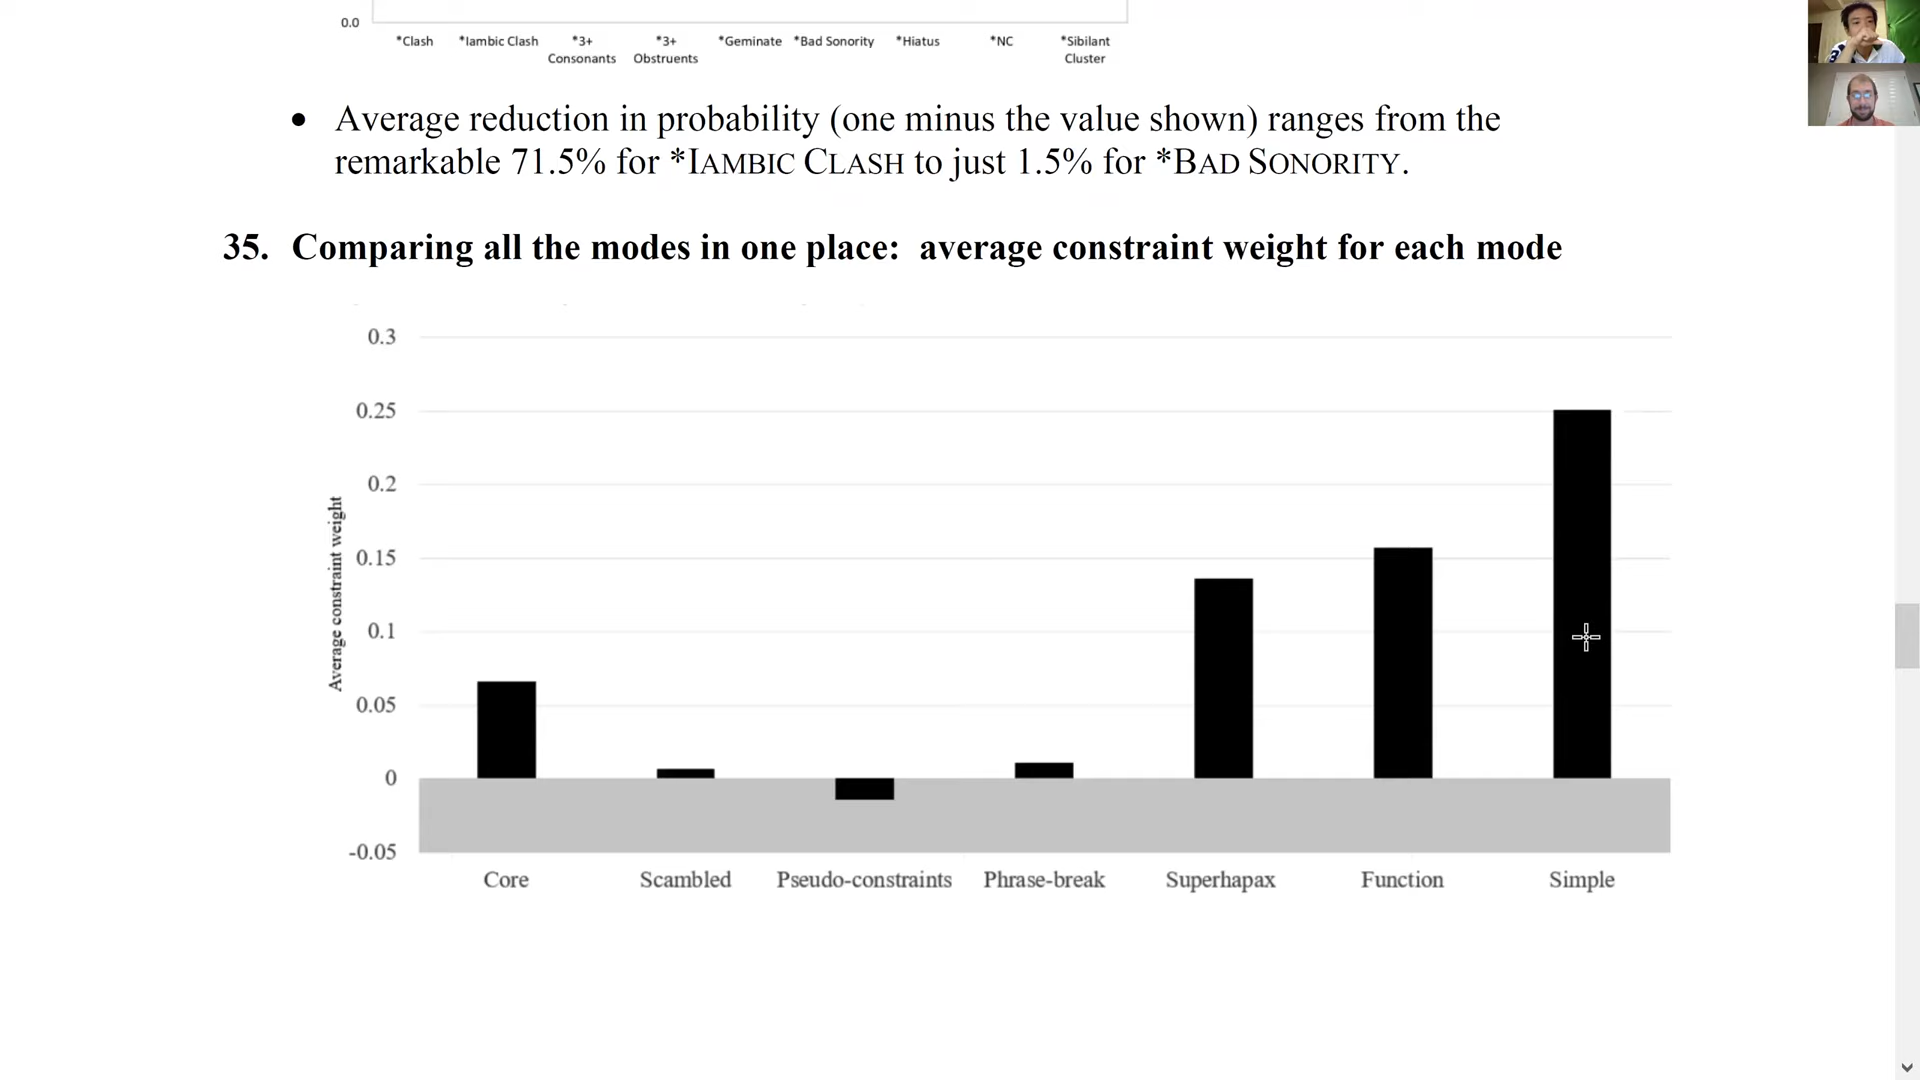 0.0
*Clash *Iambic Clash *3+ Consonants *3+ Obstruents *Geminate *Bad Sonority *Hiatus *NC *Sibilant Cluster
• Average reduction in probability (one minus the value shown) ranges from the
remarkable 71.5% for *IAMBIC CLASH to just 1.5% for *BAD SONORITY.
35. Comparing all the modes in one place: average constraint weight for each mode
Average constraint weight
0.3
0.25
0.2
0.15
0.1
0.05
0
-0.05
Core Scambled Pseudo-constraints Phrase-break Superhapax Function Simple